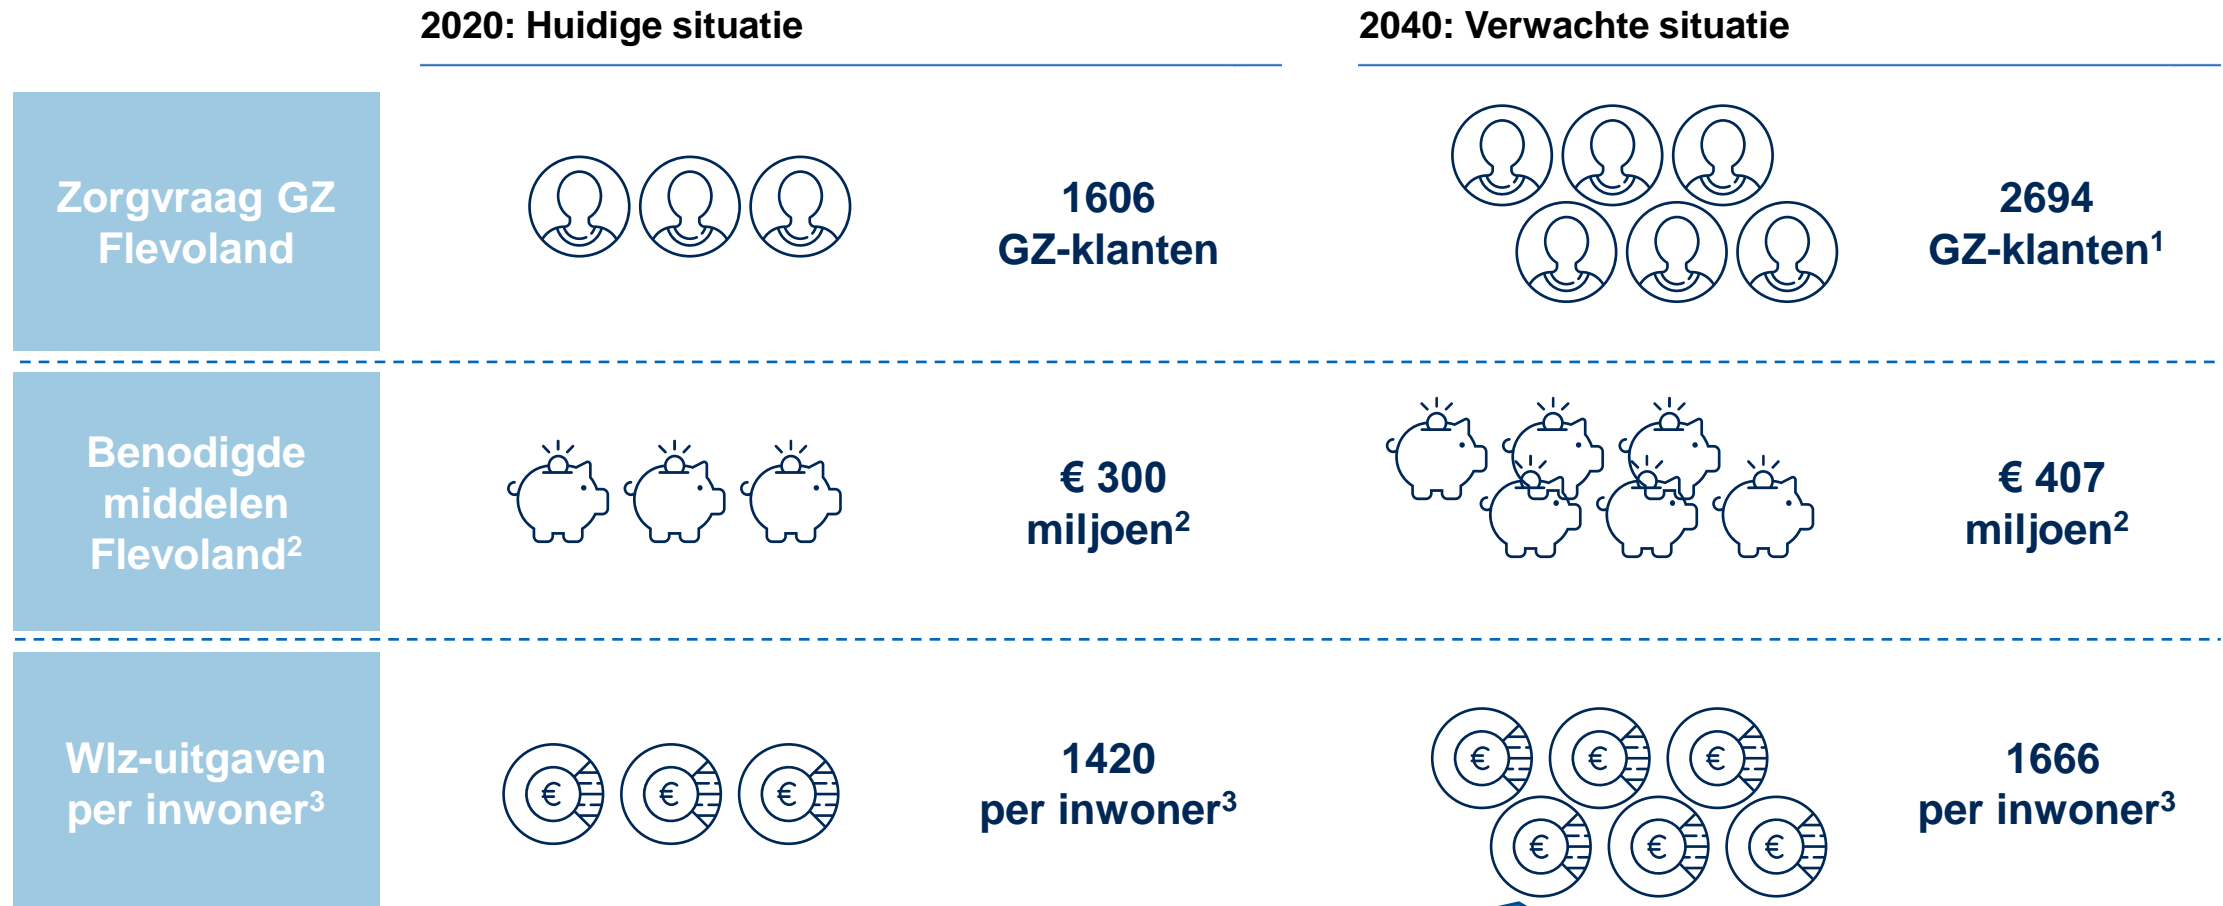 2020: Huidige situatie
2040: Verwachte situatie
Zorgvraag GZ
Flevoland
1606
GZ-klanten
2694
GZ-klanten¹
Benodigde
middelen
Flevoland²
€ 300
miljoen²
€ 407
miljoen²
Wlz-uitgaven
per inwoner³
€ € €
1420
per inwoner³
€ € €
€ € €
1666
per inwoner³